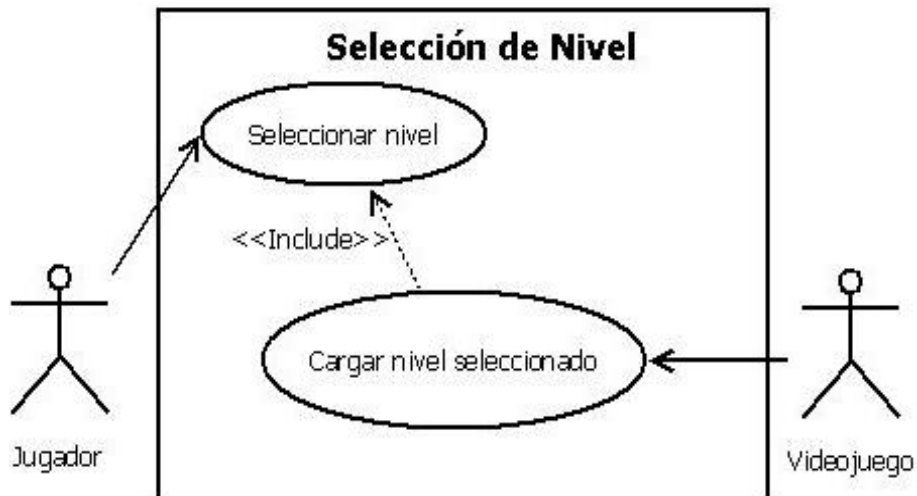 Selección de Nivel
Seleccionar nivel
<<Include>>
Cargar nivel seleccionado
Jugador
Videojuego